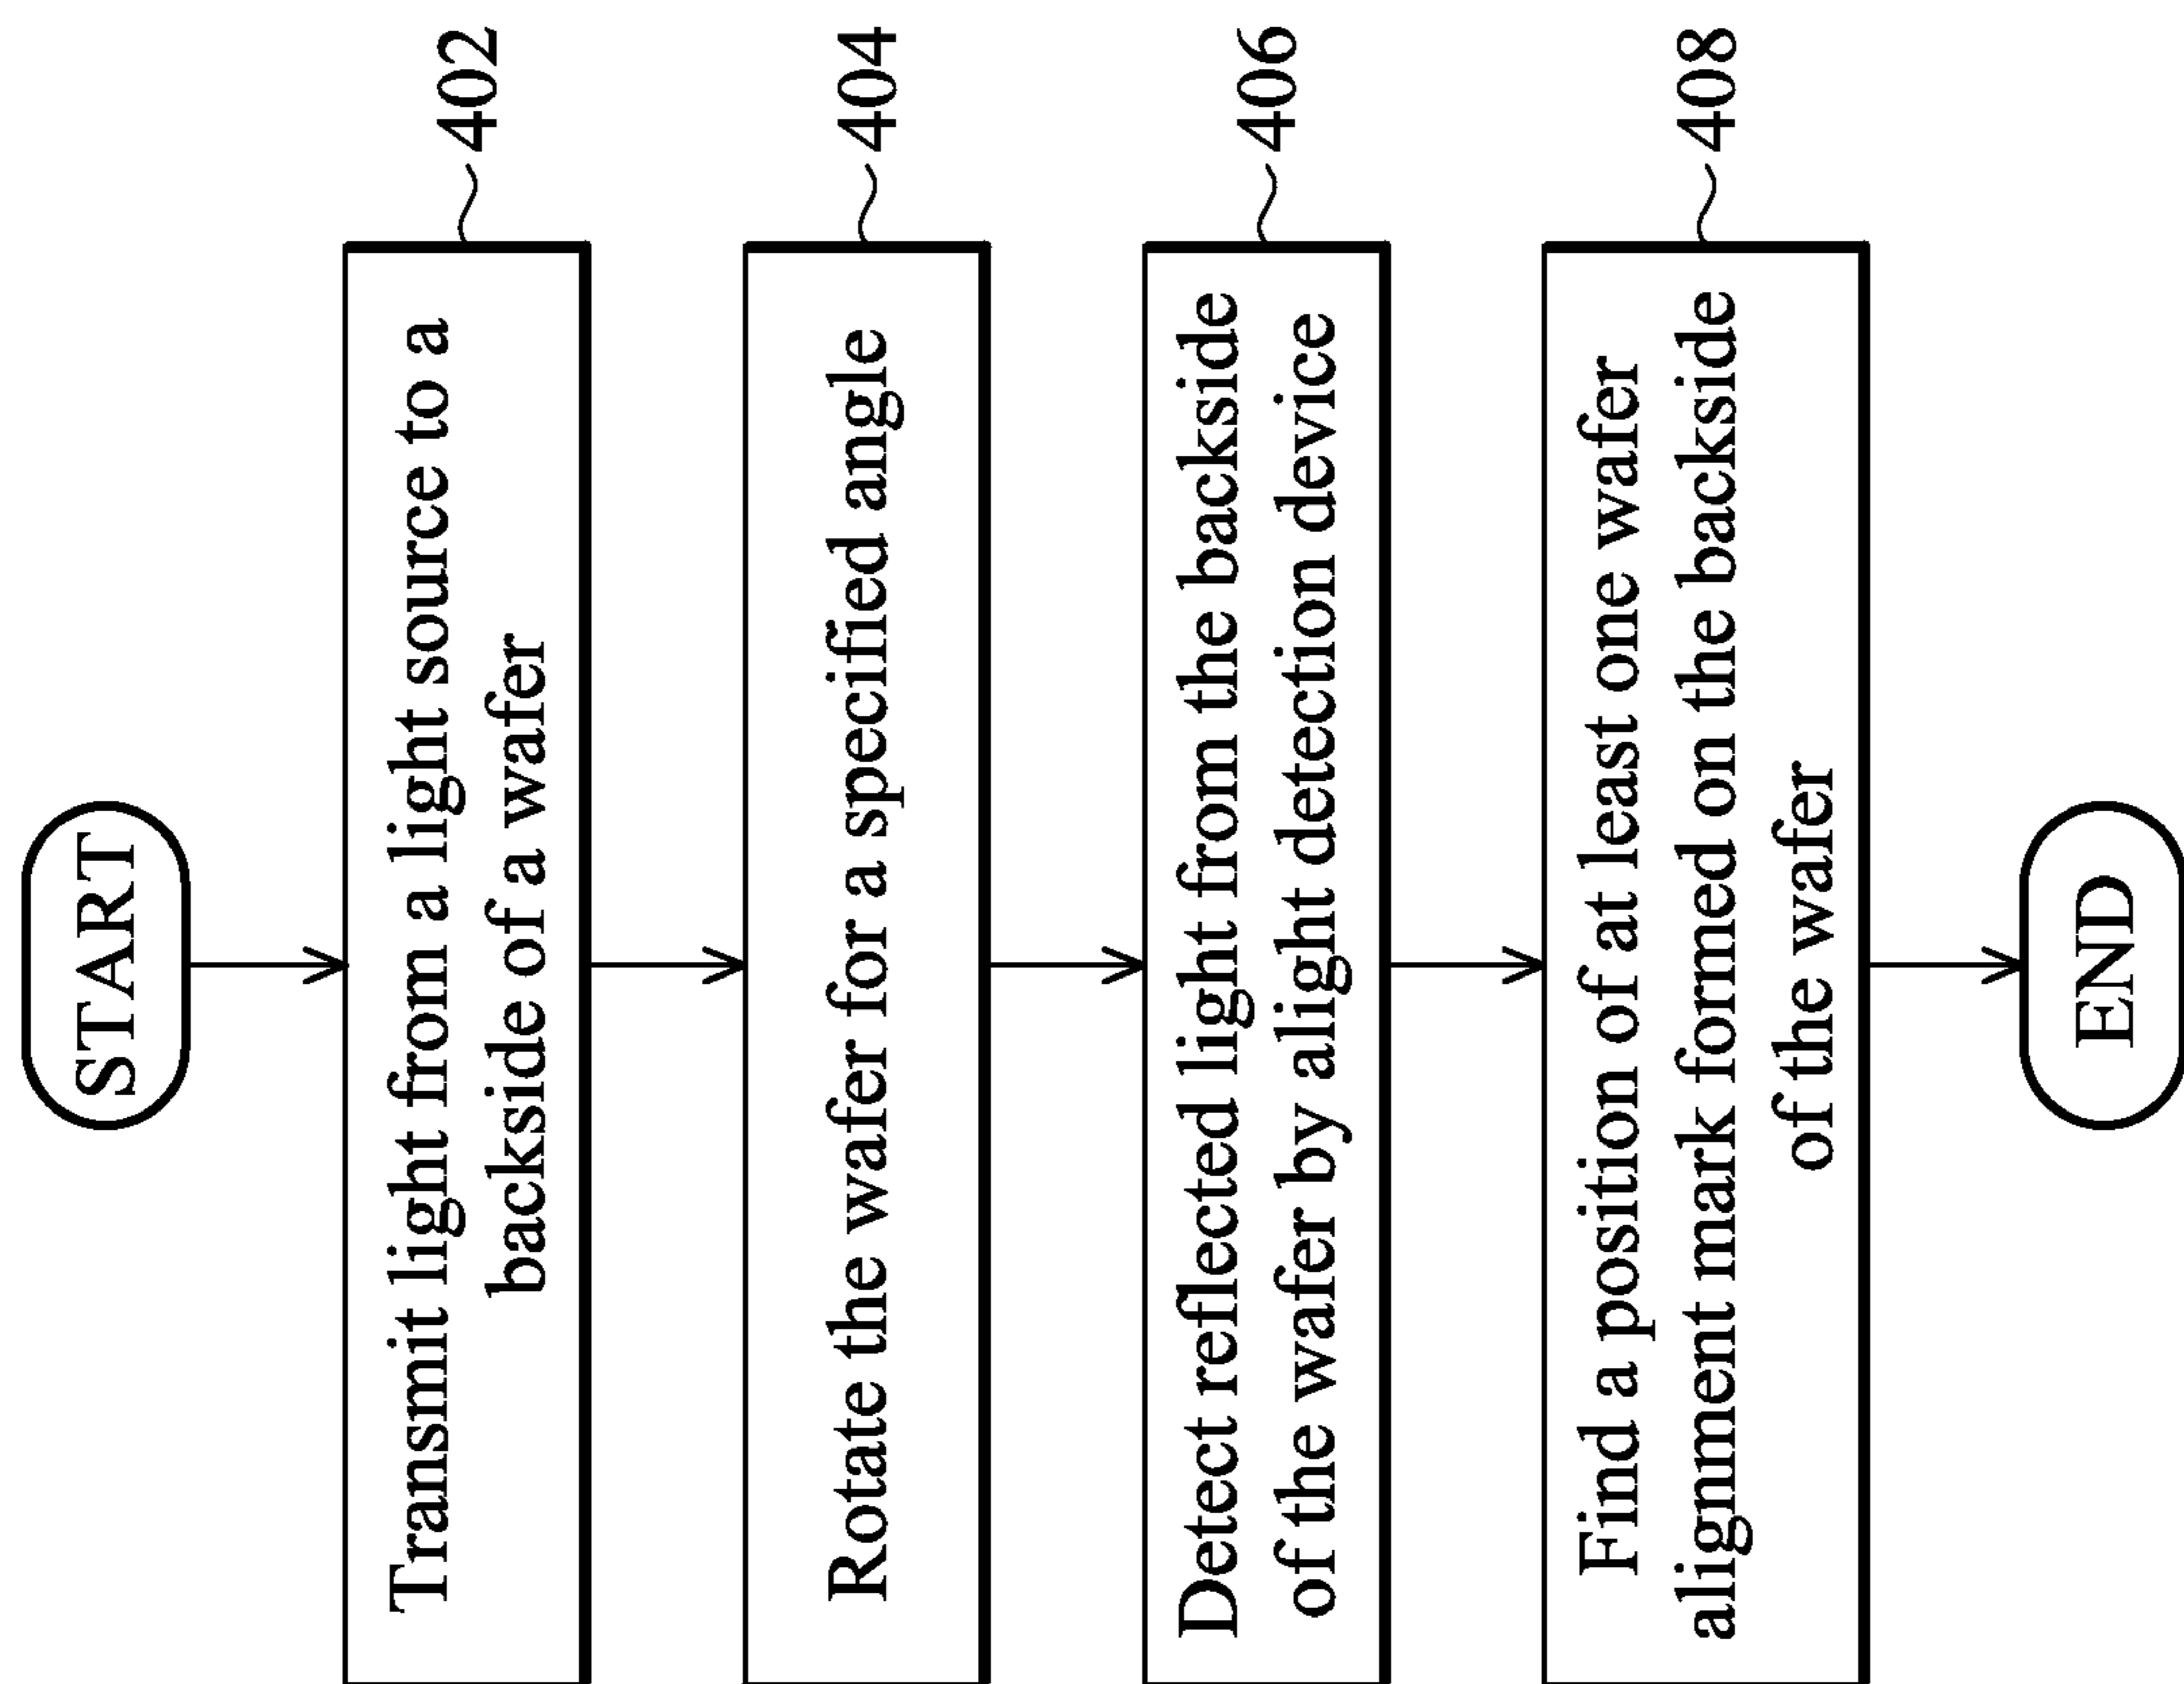 START
Transmit light from a light source to a
backside of a wafer
402
Rotate the wafer for a specified angle
404
Detect reflected light from the backside
of the wafer by alight detection device
406
Find a position of at least one wafer
alignment mark formed on the backside
of the wafer
408
END